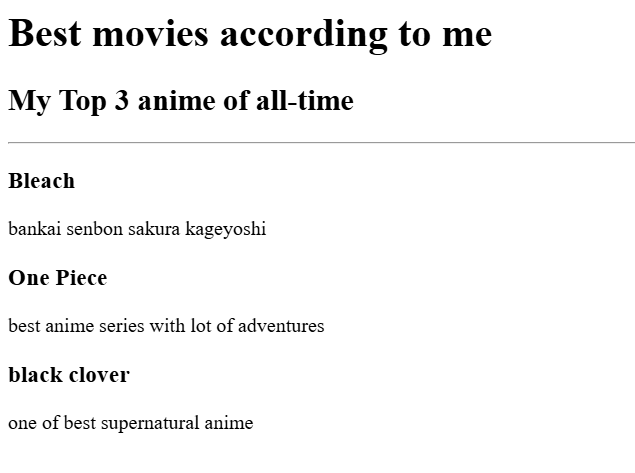 Best movies according to me
My Top 3 anime of all-time
Bleach
bankai senbon sakura kageyoshi
One Piece
best anime series with lot of adventures
black clover
one of best supernatural anime